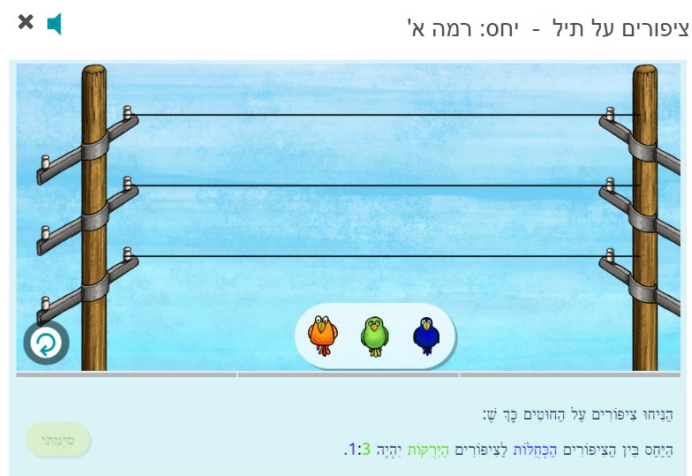 ציפורים על תיל - יחס: רמה א'
הַנִּיחוּ צִיפּוֹרִים עַל הַחוּטִים כָּךְ שֶׁ:
הַיַּחַס בֵּין הַצִּיפּוֹרִים הַכְּחֻלּוֹת לַצִּיפּוֹרִים הַיְרֻקּוֹת יִהְיֶה 1:3.
סיימתי